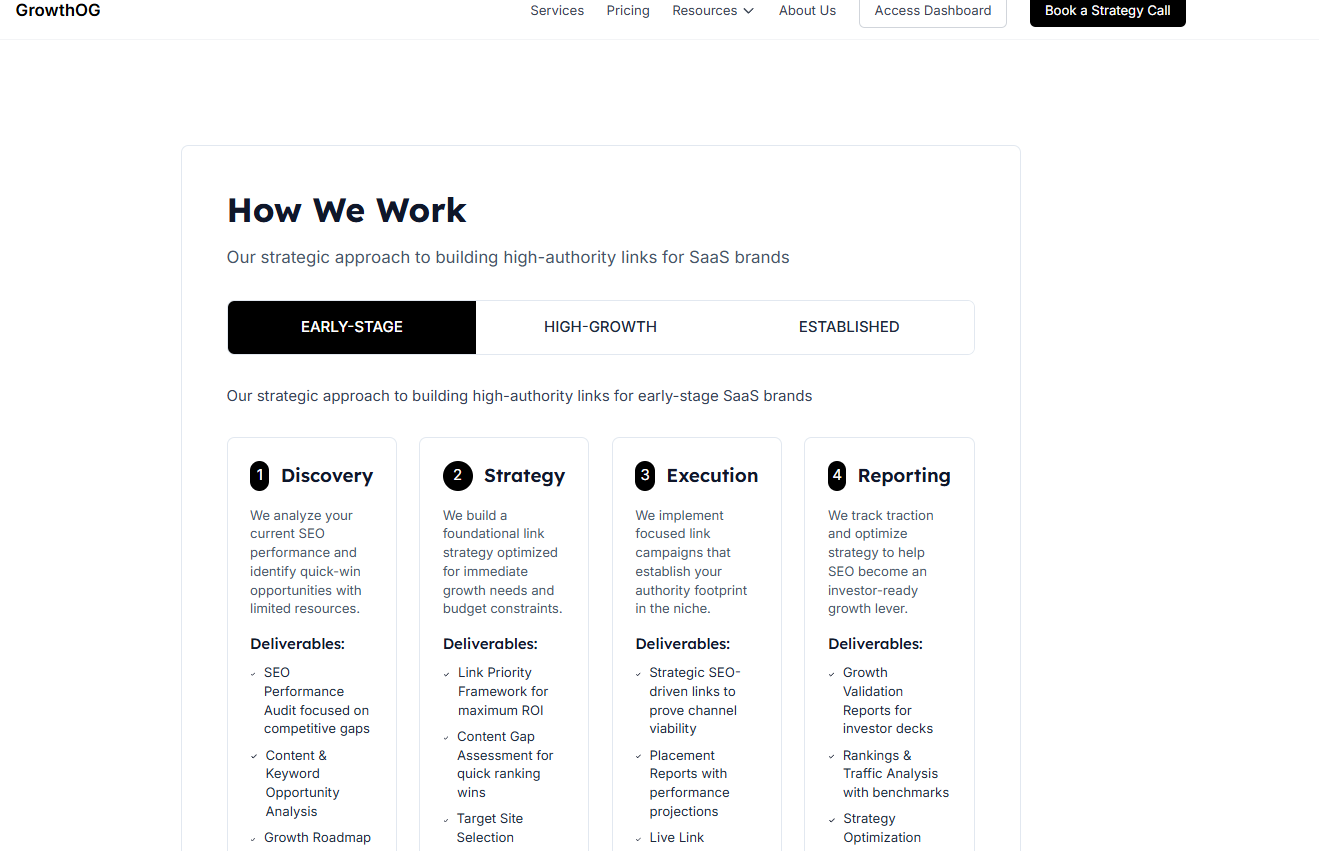 GrowthOG
Services
Pricing
Resources
About Us
Access Dashboard
Book a Strategy Call
How We Work
Our strategic approach to building high-authority links for SaaS brands
EARLY-STAGE
HIGH-GROWTH
ESTABLISHED
Our strategic approach to building high-authority links for early-stage SaaS brands
1 Discovery
We analyze your
current SEO
performance and
identify quick-win
opportunities with
limited resources.
Deliverables:
SEO
Performance
Audit focused on
competitive gaps
Content &
Keyword
Opportunity
Analysis
Growth Roadmap
2 Strategy
We build a
foundational link
strategy optimized
for immediate
growth needs and
budget constraints.
Deliverables:
Link Priority
Framework for
maximum ROI
Content Gap
Assessment for
quick ranking
wins
Target Site
Selection
3 Execution
We implement
focused link
campaigns that
establish your
authority footprint
in the niche.
Deliverables:
Strategic SEO-
driven links to
prove channel
viability
Placement
Reports with
performance
projections
Live Link
4 Reporting
We track traction
and optimize
strategy to help
SEO become an
investor-ready
growth lever.
Deliverables:
Growth
Validation
Reports for
investor decks
Rankings &
Traffic Analysis
with benchmarks
Strategy
Optimization